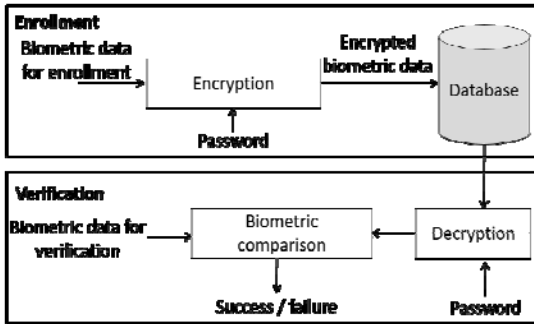 Enrollment
Biometric data
for enrollment
Encryption
Encrypted
biometric data
Database
Password
Verification
Biometric data for
verification
Biometric
comparison
Decryption
Success / failure
Password